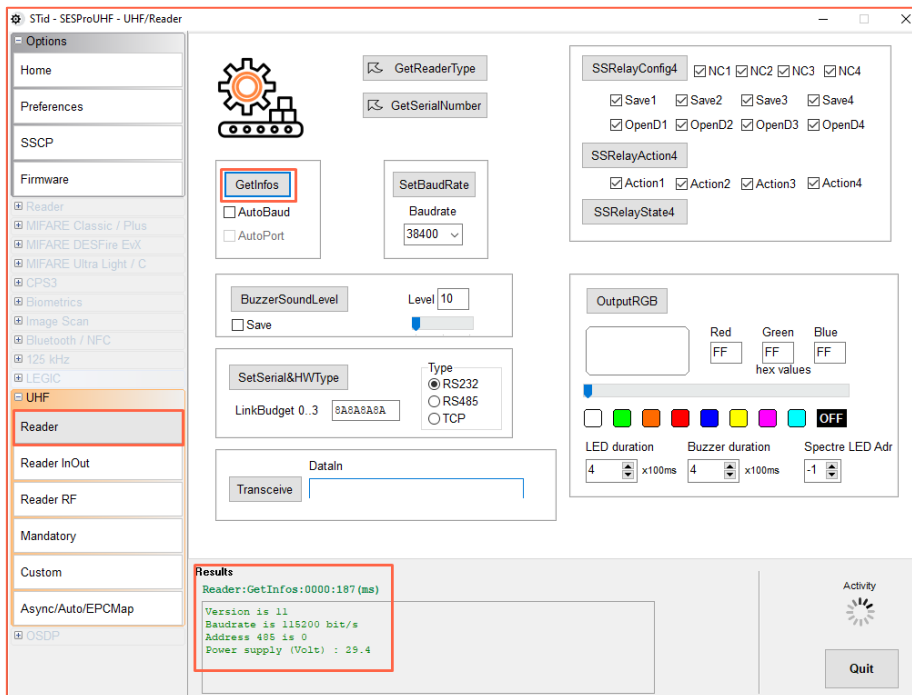 STid - SESProUHF - UHF/Reader
Options
Home
Preferences
SSCP
Firmware
Reader
MIFARE Classic / Plus
MIFARE DESFire EvX
MIFARE Ultra Light / C
CPS3
Biometrics
Image Scan
Bluetooth / NFC
125 kHz
LEGIC
UHF
Reader
Reader InOut
Reader RF
Mandatory
Custom
Async/Auto/EPCMap
OSDP
GetReaderType
GetSerialNumber
GetInfos
AutoBaud
AutoPort
SetBaudRate
Baudrate
38400
BuzzerSoundLevel
Level 10
Save
SetSerial&HWType
LinkBudget 0..3 8A8A8A8A
Type
RS232
RS485
TCP
DataIn
Transceive
SSRelayConfig4 NC1 NC2 NC3 NC4
Save1 Save2 Save3 Save4
OpenD1 OpenD2 OpenD3 OpenD4
SSRelayAction4
Action1 Action2 Action3 Action4
SSRelayState4
OutputRGB
Red Green Blue
FF FF FF
hex values
OFF
LED duration Buzzer duration Spectre LED Adr
4 x100ms 4 x100ms -1
Results
Reader:GetInfos:0000:187(ms)
Version is 11
Baudrate is 115200 bit/s
Address 485 is 0
Power supply (Volt) : 29.4
Activity
Quit